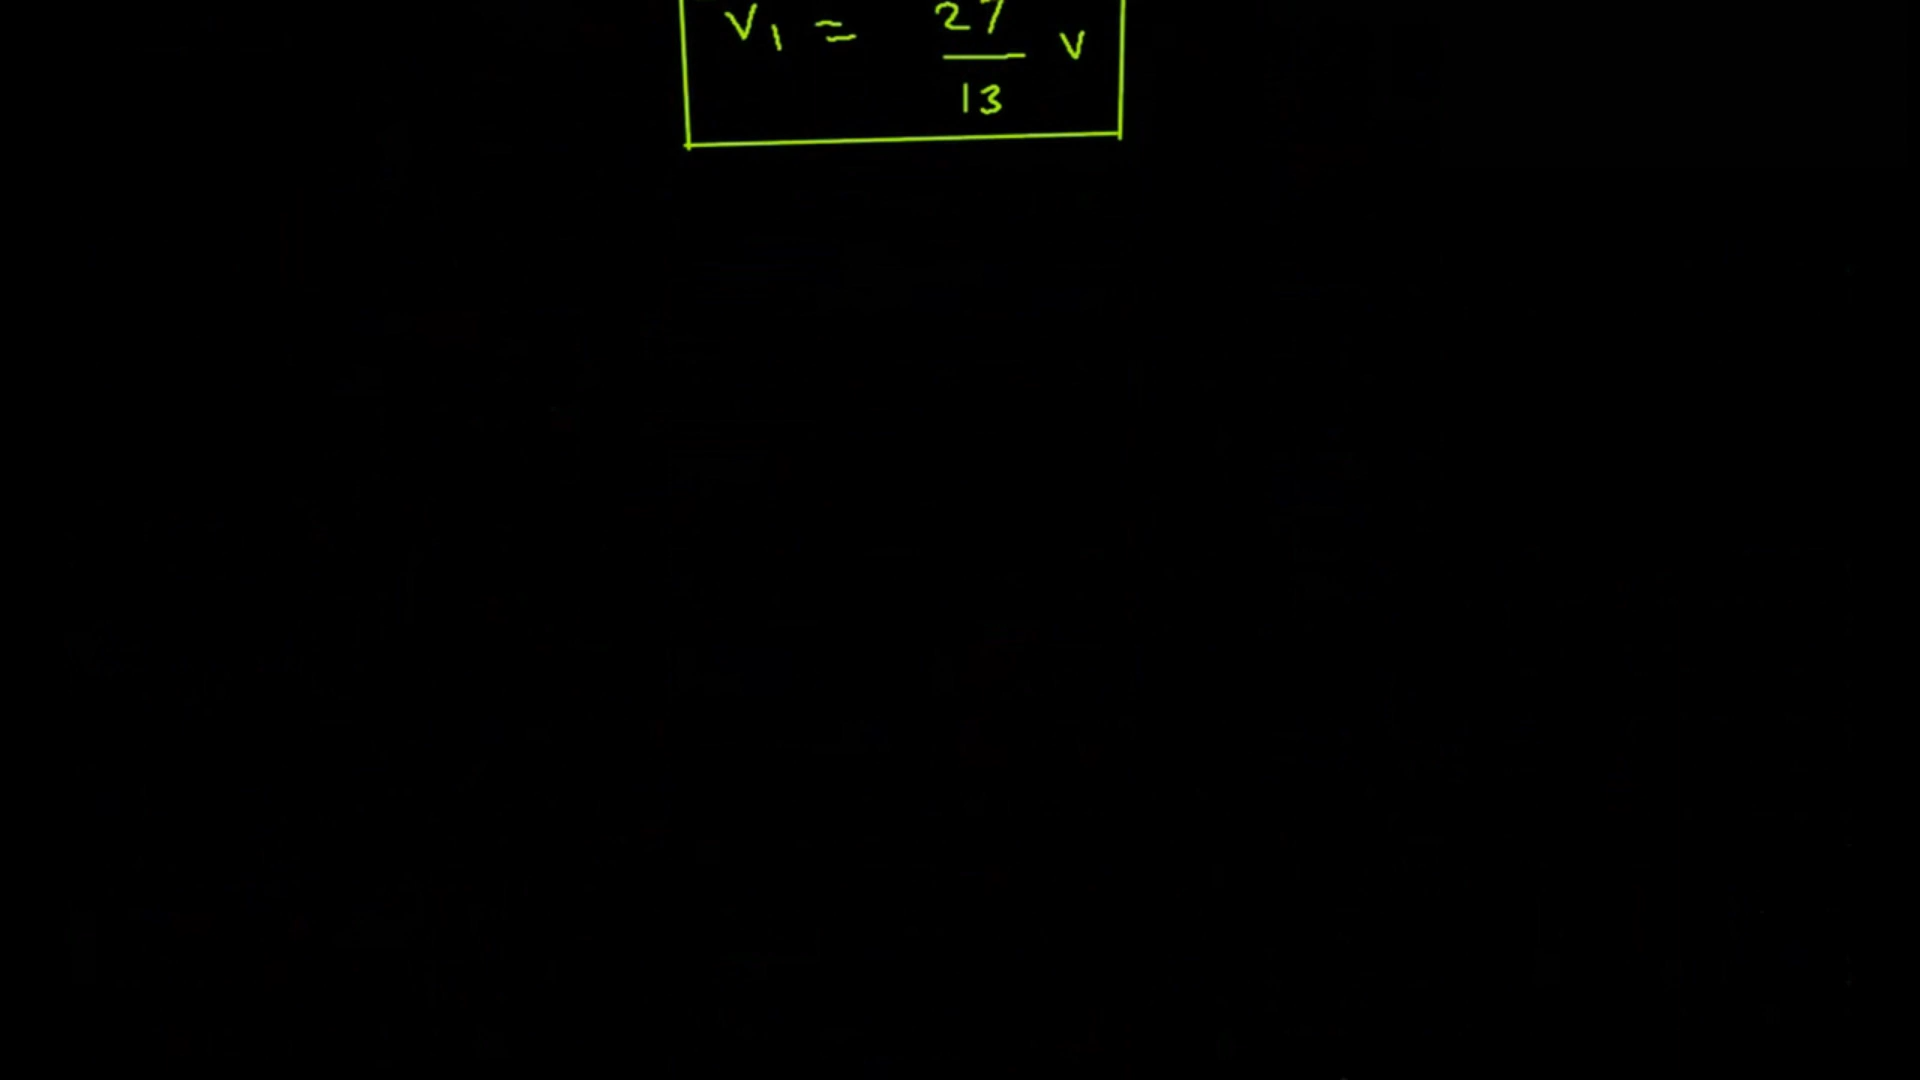 V₁ = 27/13 V